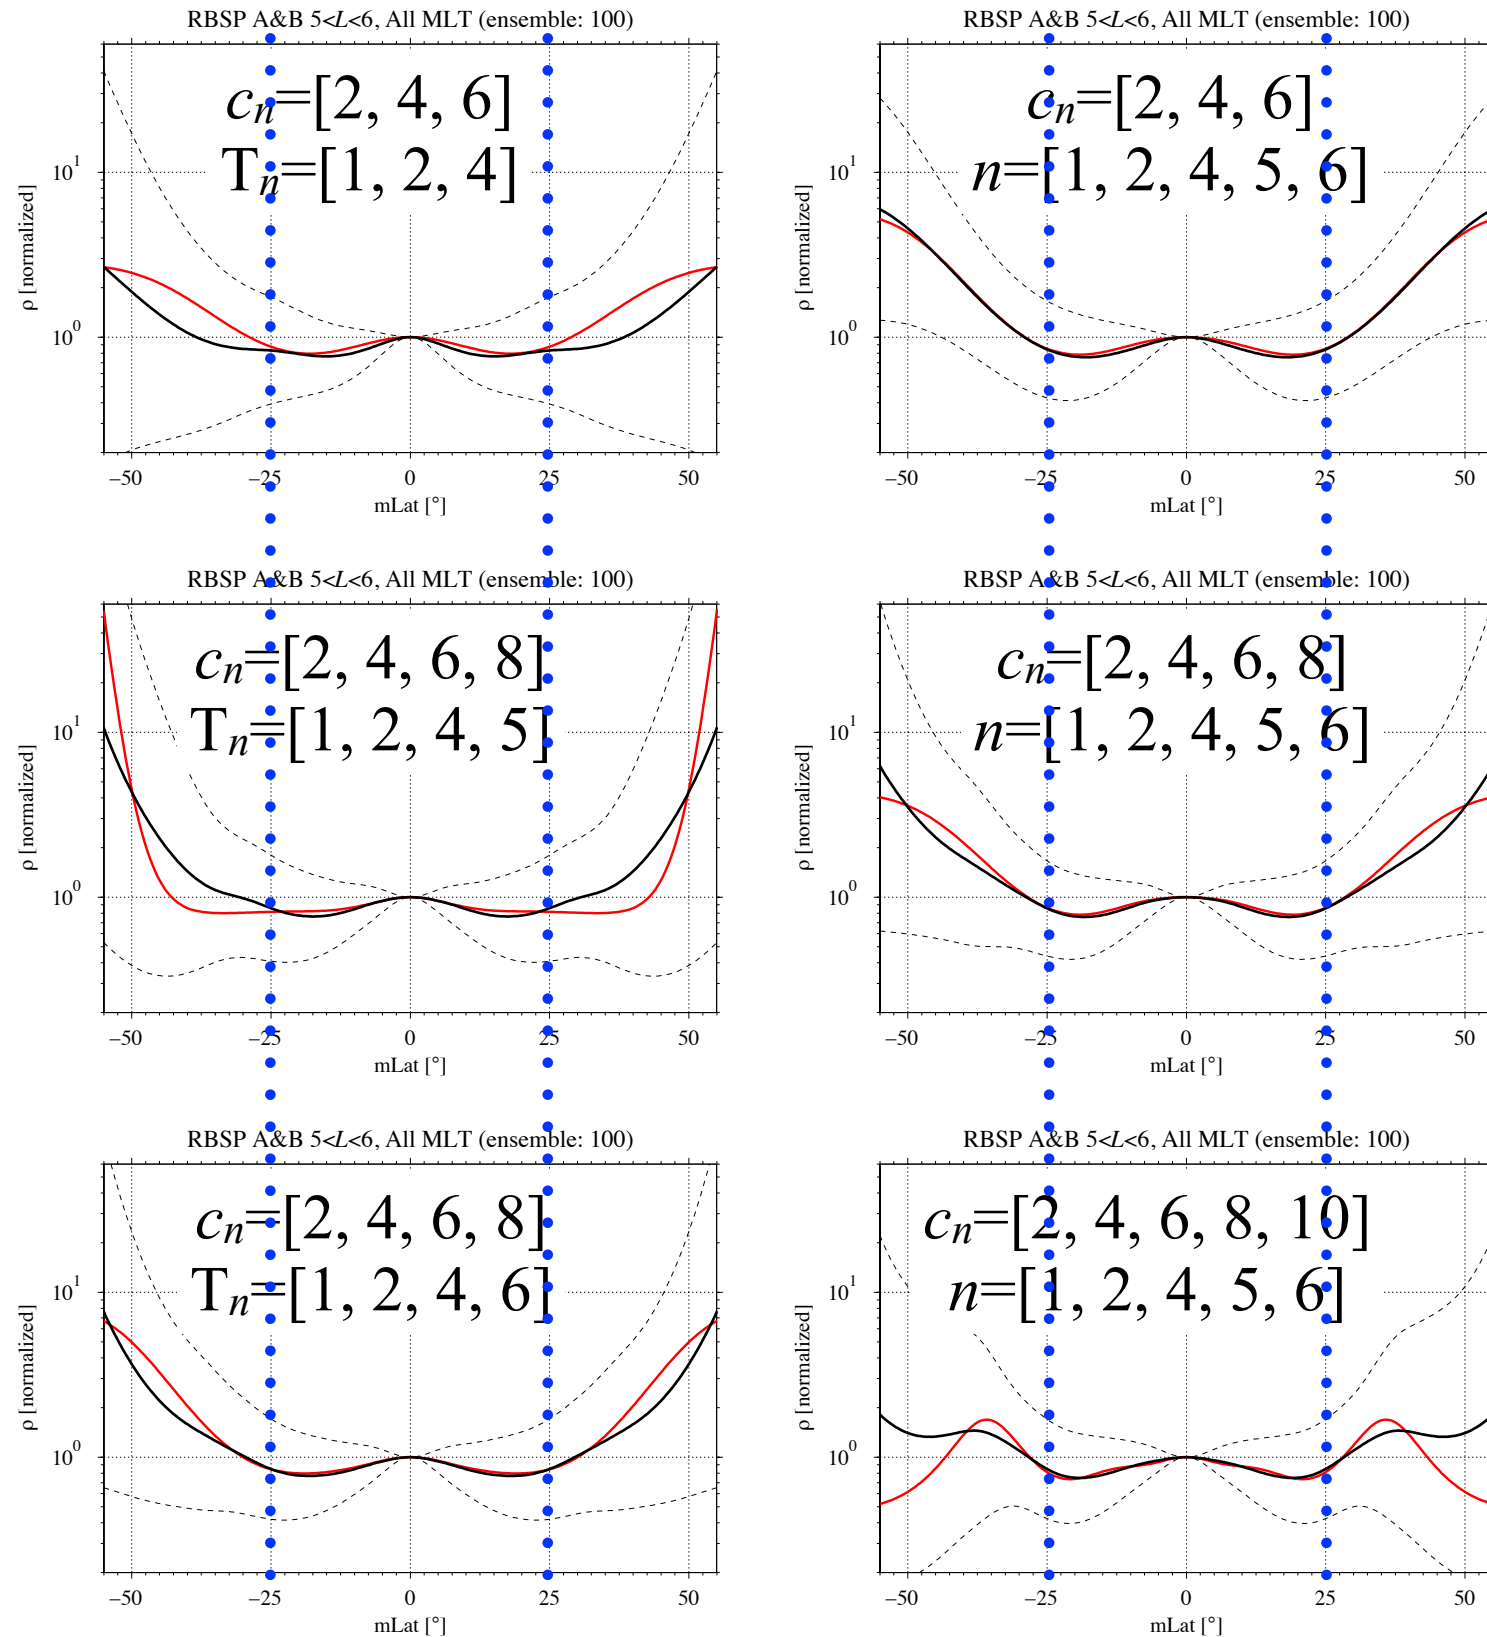 RBSP A&B 5<L<6, All MLT (ensemble: 100)
cn=[2, 4, 6]
Tn=[1, 2, 4]
10^1
10^0
ρ [normalized]
−50 −25 0 25 50
mLat [°]
RBSP A&B 5<L<6, All MLT (ensemble: 100)
cn=[2, 4, 6]
n=[1, 2, 4, 5, 6]
10^1
10^0
ρ [normalized]
−50 −25 0 25 50
mLat [°]
RBSP A&B 5<L<6, All MLT (ensemble: 100)
cn=[2, 4, 6, 8]
Tn=[1, 2, 4, 5]
10^1
10^0
ρ [normalized]
−50 −25 0 25 50
mLat [°]
RBSP A&B 5<L<6, All MLT (ensemble: 100)
cn=[2, 4, 6, 8]
n=[1, 2, 4, 5, 6]
10^1
10^0
ρ [normalized]
−50 −25 0 25 50
mLat [°]
RBSP A&B 5<L<6, All MLT (ensemble: 100)
cn=[2, 4, 6, 8]
Tn=[1, 2, 4, 6]
10^1
10^0
ρ [normalized]
−50 −25 0 25 50
mLat [°]
RBSP A&B 5<L<6, All MLT (ensemble: 100)
cn=[2, 4, 6, 8, 10]
n=[1, 2, 4, 5, 6]
10^1
10^0
ρ [normalized]
−50 −25 0 25 50
mLat [°]